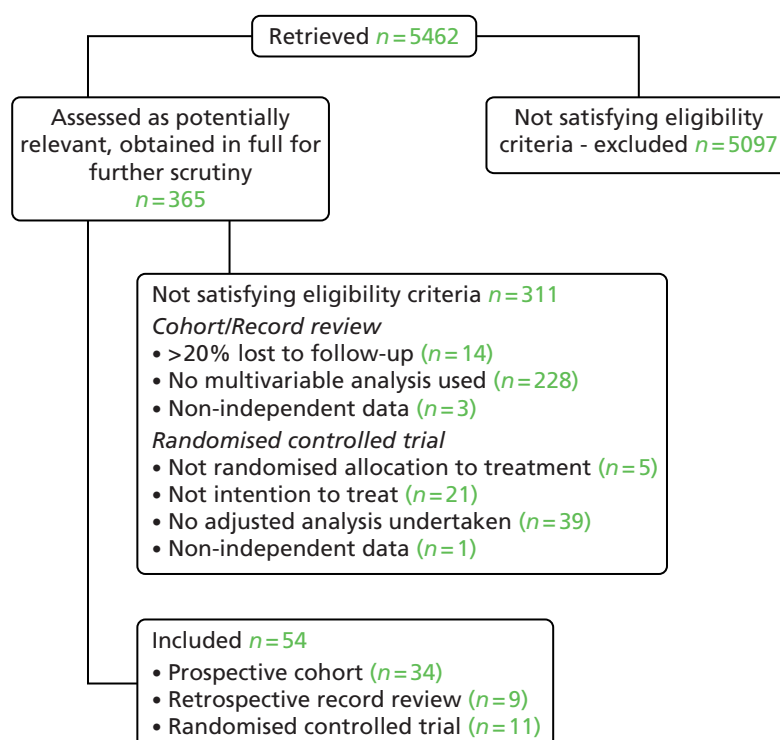 Retrieved n=5462
Assessed as potentially
relevant, obtained in full for
further scrutiny
n=365
Not satisfying eligibility
criteria - excluded n=5097
Not satisfying eligibility criteria n=311
Cohort/Record review
• >20% lost to follow-up (n=14)
• No multivariable analysis used (n=228)
• Non-independent data (n=3)
Randomised controlled trial
• Not randomised allocation to treatment (n=5)
• Not intention to treat (n=21)
• No adjusted analysis undertaken (n=39)
• Non-independent data (n=1)
Included n=54
• Prospective cohort (n=34)
• Retrospective record review (n=9)
• Randomised controlled trial (n=11)